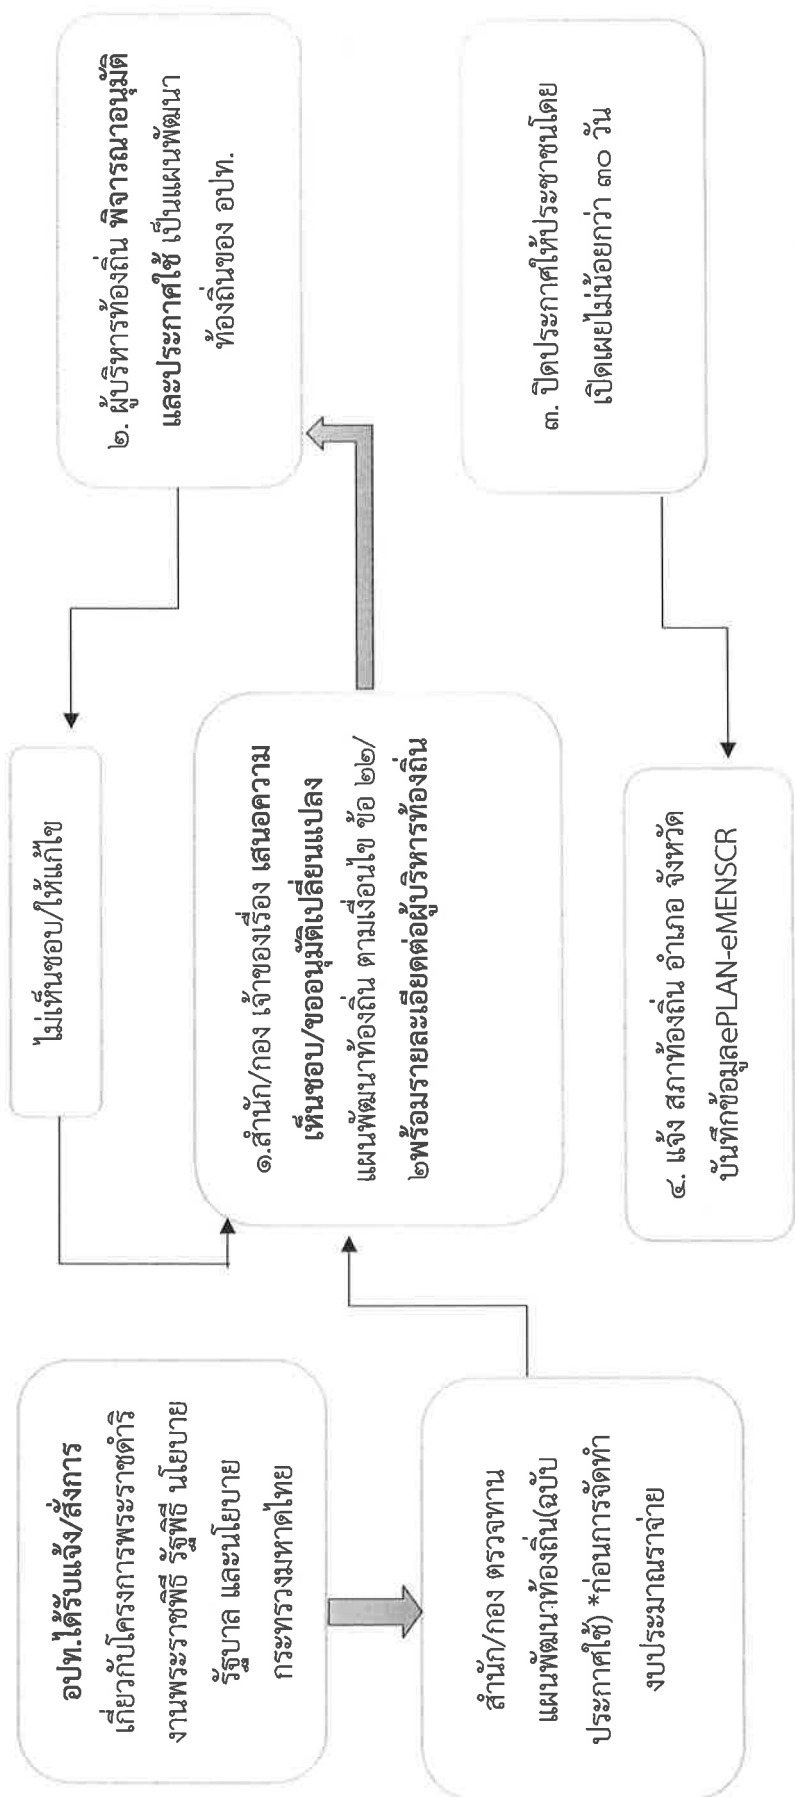 อปท.ได้รับแจ้ง/สั่งการ
เกี่ยวกับโครงการพระราชดำริ
งานพระราชพิธี รัฐพิธี นโยบาย
รัฐบาล และนโยบาย
กระทรวงมหาดไทย
สำนัก/กอง ตรวจทาน
แผนพัฒนาท้องถิ่น(ฉบับ
ประกาศใช้) *ก่อนการจัดทำ
งบประมาณราจ่าย
ไม่เห็นชอบ/ให้แก้ไข
๑.สำนัก/กอง เจ้าของเรื่อง เสนอความ
เห็นชอบ/ขออนุมัติเปลี่ยนแปลง
แผนพัฒนาท้องถิ่น ตามเงื่อนไข ข้อ ๒๒/
๒พร้อมรายละเอียดต่อผู้บริหารท้องถิ่น
๒. ผู้บริหารท้องถิ่น พิจารณาอนุมัติ
และประกาศใช้ เป็นแผนพัฒนา
ท้องถิ่นของ อปท.
๓. ปิดประกาศให้ประชาชนโดย
เปิดเผยไม่น้อยกว่า ๓๐ วัน
๔. แจ้ง สภาท้องถิ่น อำเภอ จังหวัด
บันทึกข้อมูลePLAN-eMENSCR